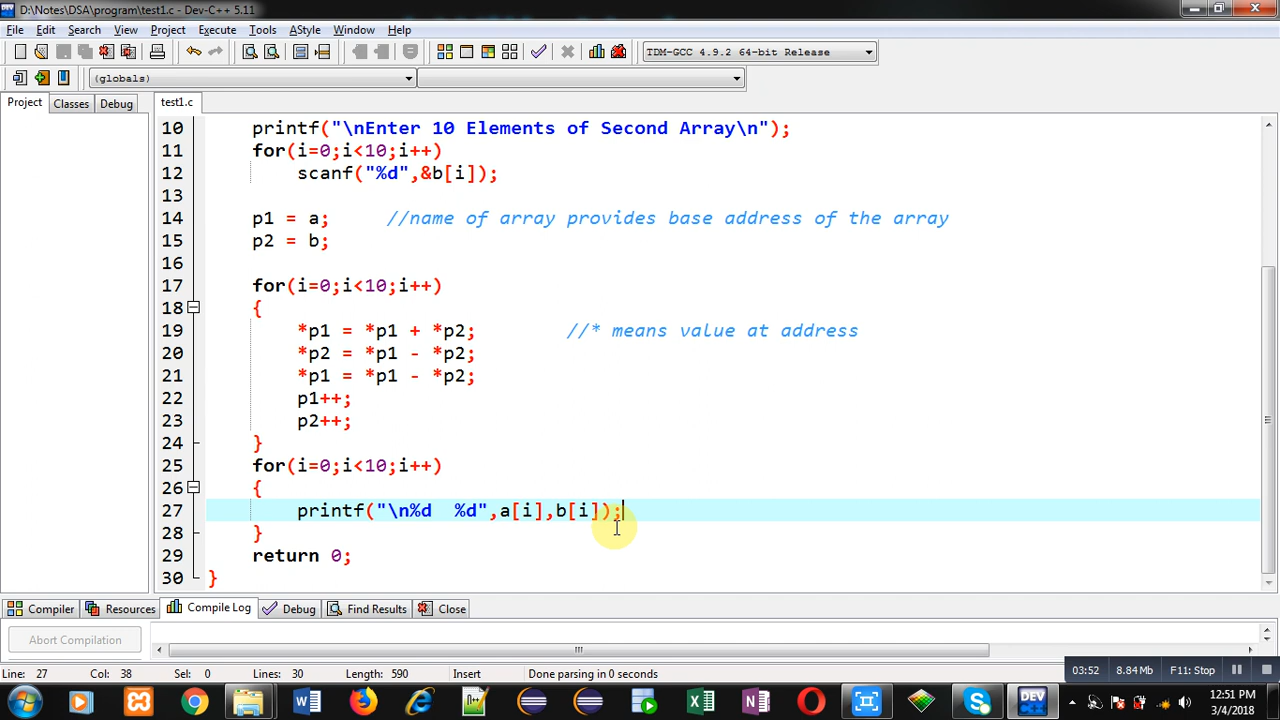 D:\Notes\DSA\program\test1.c - Dev-C++ 5.11
File Edit Search View Project Execute Tools AStyle Window Help
TDM-GCC 4.9.2 64-bit Release
(globals)
Project Classes Debug test1.c
10 printf("\nEnter 10 Elements of Second Array\n");
11 for(i=0;i<10;i++)
12 scanf("%d",&b[i]);
13
14 p1 = a; //name of array provides base address of the array
15 p2 = b;
16
17 for(i=0;i<10;i++)
18 {
19 *p1 = *p1 + *p2; //* means value at address
20 *p2 = *p1 - *p2;
21 *p1 = *p1 - *p2;
22 p1++;
23 p2++;
24 }
25 for(i=0;i<10;i++)
26 {
27 printf("\n%d  %d",a[i],b[i]);
28 }
29 return 0;
30 }
Compiler Resources Compile Log Debug Find Results Close
Abort Compilation
Line: 27 Col: 38 Sel: 0 Lines: 30 Length: 590 Insert Done parsing in 0 seconds
03:52 8.84 Mb F11: Stop
DEV
12:51 PM
3/4/2018